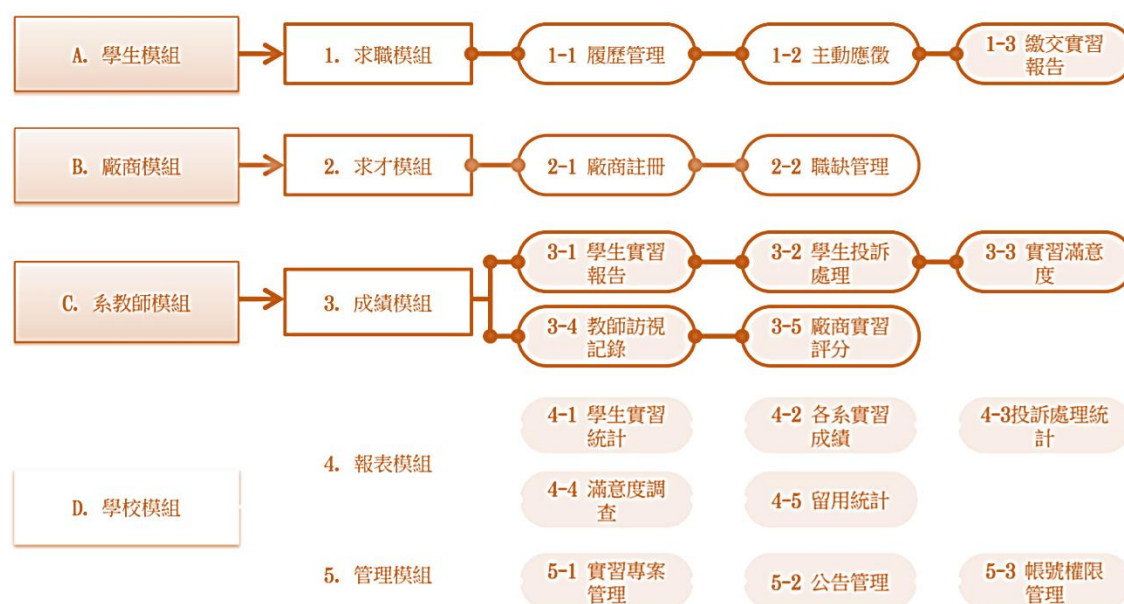 A. 學生模組
1. 求職模組
1-1 履歷管理
1-2 主動應徵
1-3 繳交實習
報告
B. 廠商模組
2. 求才模組
2-1 廠商註冊
2-2 職缺管理
C. 系教師模組
3. 成績模組
3-1 學生實習
報告
3-2 學生投訴
處理
3-3 實習滿意
度
3-4 教師訪視
記錄
3-5 廠商實習
評分
D. 學校模組
4. 報表模組
4-1 學生實習
統計
4-2 各系實習
成績
4-3投訴處理統
計
4-4 滿意度調
查
4-5 留用統計
5. 管理模組
5-1 實習專案
管理
5-2 公告管理
5-3 帳號權限
管理